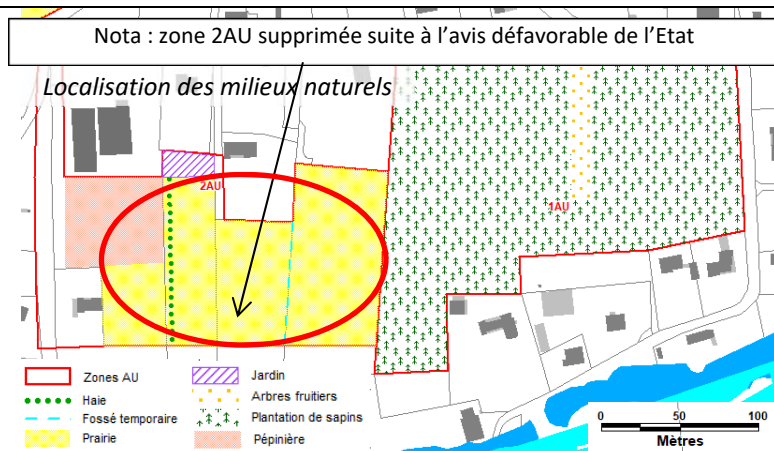 Nota : zone 2AU supprimée suite à l’avis défavorable de l’Etat
Localisation des milieux naturels
2AU
1AU
Zones AU
Haie
Fossé temporaire
Prairie
Jardin
Arbres fruitiers
Plantation de sapins
Pépinière
0 50 100
Mètres